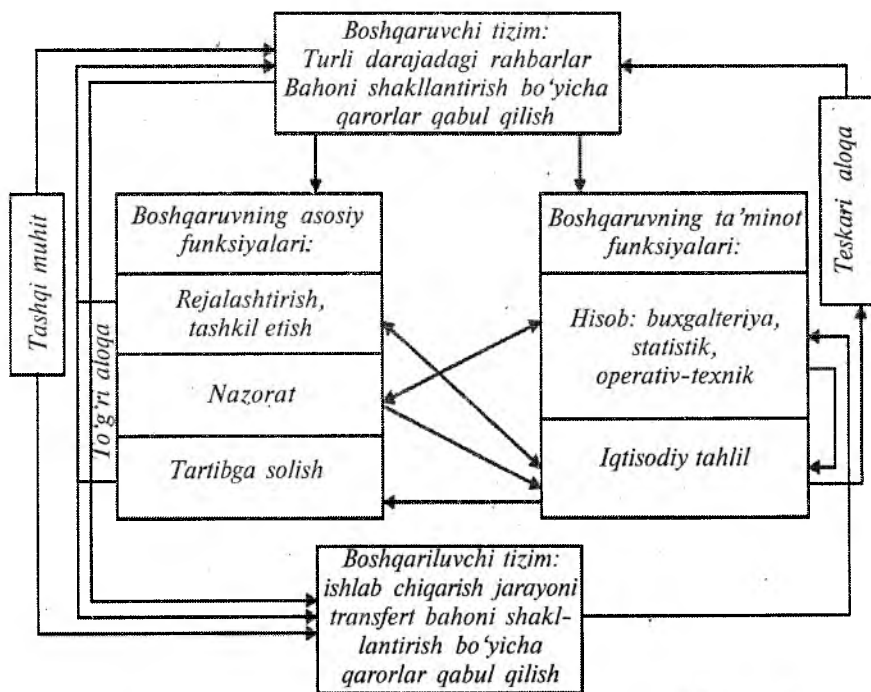 Boshqaruvchi tizim:
Turli darajadagi rahbarlar
Bahoni shakllantirish bo‘yicha
qarorlar qabul qilish
Tashqi muhit
To‘g‘ri aloqa
Boshqaruvning asosiy
funksiyalari:
Rejalashtirish,
tashkil etish
Nazorat
Tartibga solish
Boshqaruvning ta’minot
funksiyalari:
Hisob: buxgalteriya,
statistik,
operativ-texnik
Iqtisodiy tahlil
Teskari aloqa
Boshqariluvchi tizim:
ishlab chiqarish jarayoni
transfert bahoni shakl-
lantirish bo‘yicha
qarorlar qabul qilish